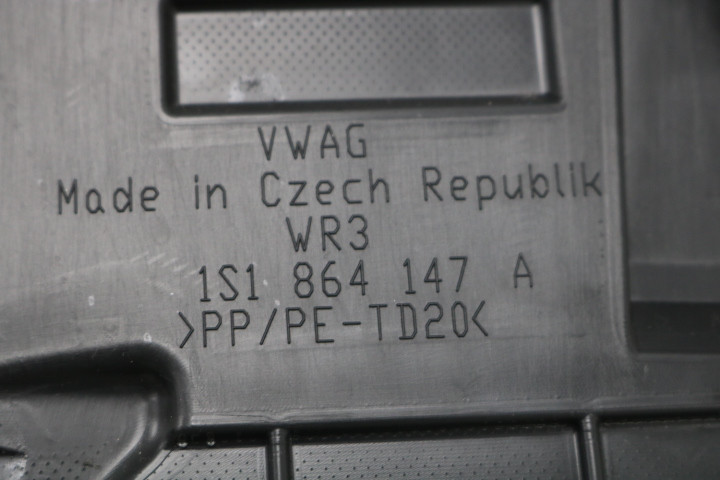 VWAG
Made in Czech Republik
WR3
1S1 864 147 A
>PP/PE-TD20<